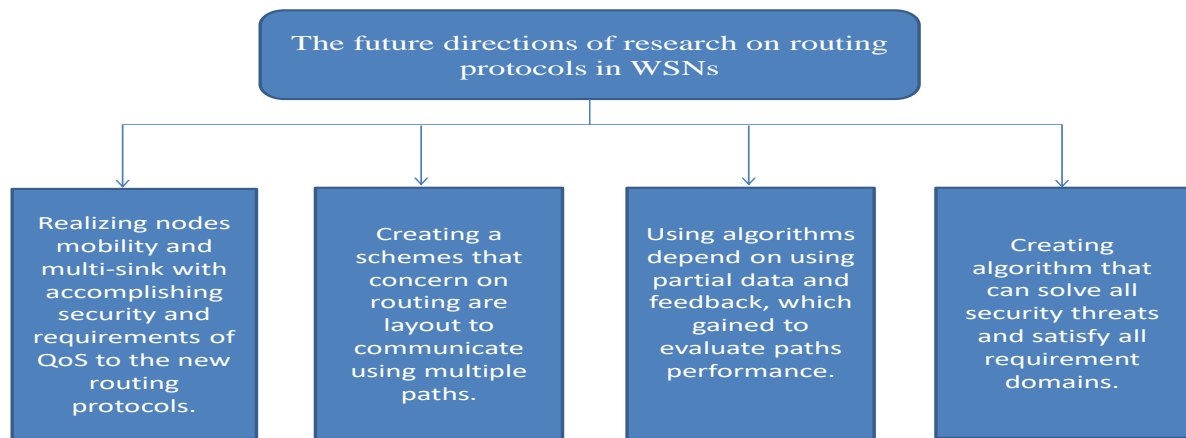 The future directions of research on routing
protocols in WSNs
Realizing nodes
mobility and
multi-sink with
accomplishing
security and
requirements of
QoS to the new
routing
protocols.
Creating a
schemes that
concern on
routing are
layout to
communicate
using multiple
paths.
Using algorithms
depend on using
partial data and
feedback, which
gained to
evaluate paths
performance.
Creating
algorithm that
can solve all
security threats
and satisfy all
requirement
domains.